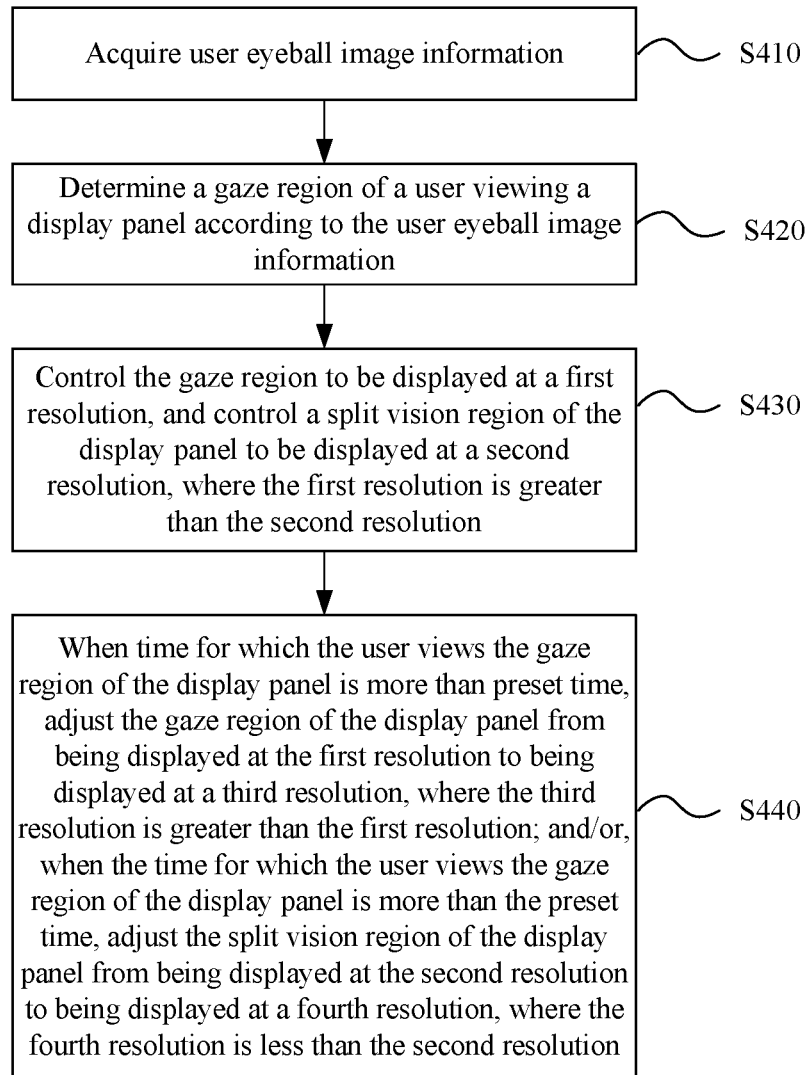 Acquire user eyeball image information
S410
Determine a gaze region of a user viewing a
display panel according to the user eyeball image
information
S420
Control the gaze region to be displayed at a first
resolution, and control a split vision region of the
display panel to be displayed at a second
resolution, where the first resolution is greater
than the second resolution
S430
When time for which the user views the gaze
region of the display panel is more than preset time,
adjust the gaze region of the display panel from
being displayed at the first resolution to being
displayed at a third resolution, where the third
resolution is greater than the first resolution; and/or,
when the time for which the user views the gaze
region of the display panel is more than the preset
time, adjust the split vision region of the display
panel from being displayed at the second resolution
to being displayed at a fourth resolution, where the
fourth resolution is less than the second resolution
S440